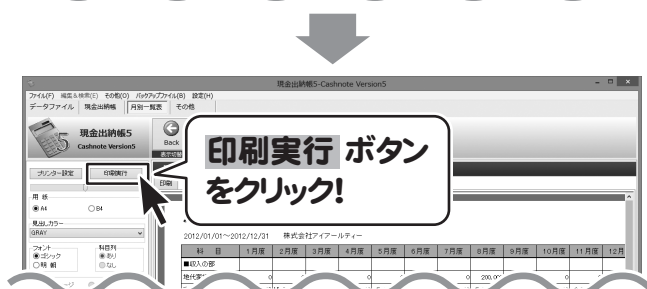 現金出納帳5-Cashnote Version5
ファイル(F) 編集&検索(E) その他(O) バックアップファイル(B) 設定(H)
データファイル 現金出納帳 月別一覧表 その他
現金出納帳5
Cashnote Version5
Back
表示切替
印刷実行 ボタン
をクリック!
プリンター設定 印刷実行
印刷
用 紙
A4 B4
見出しカラー
GRAY
フォント 科目列
ゴシック あり
明 朝 なし
2012/01/01～2012/12/31 株式会社アイアールティー
科 目 1月度 2月度 3月度 4月度 5月度 6月度 7月度 8月度 9月度 10月度 11月度 12月
■収入の部